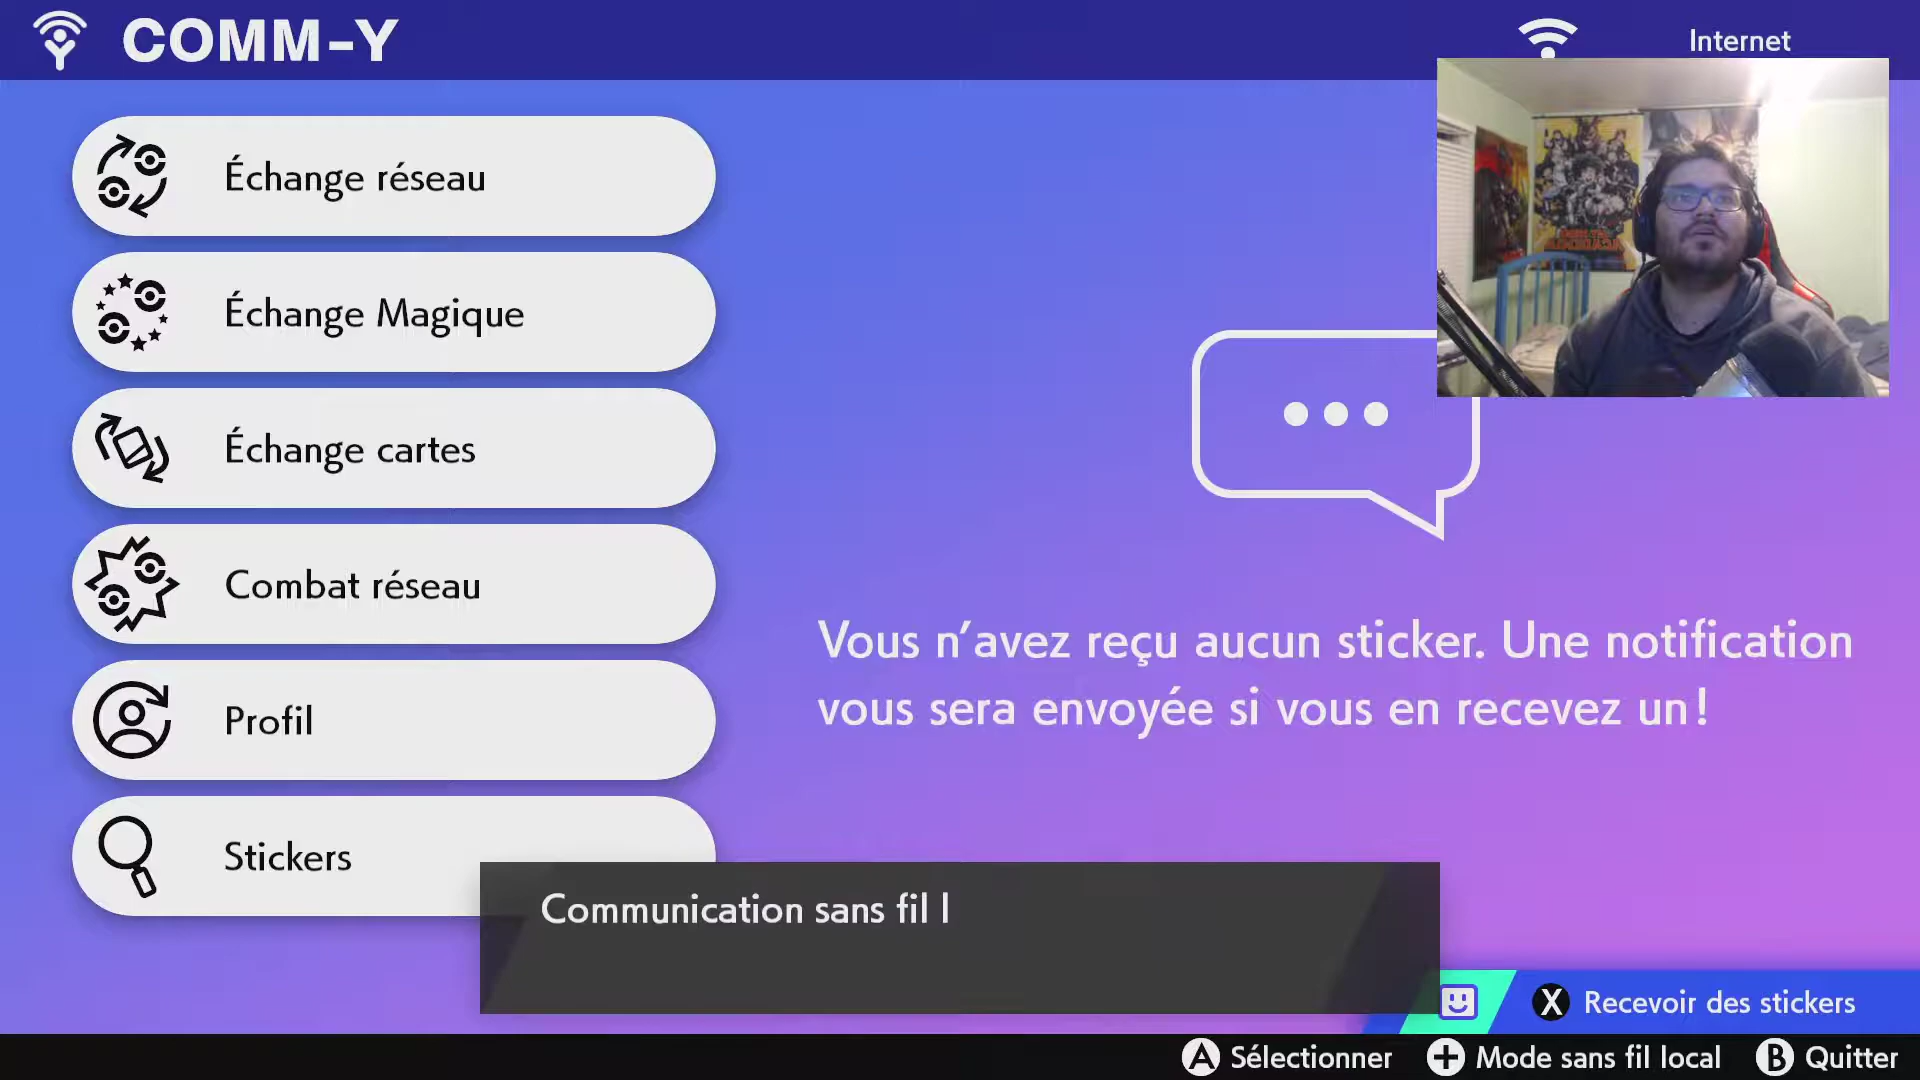 COMM-Y
Internet
Échange réseau
Échange Magique
Échange cartes
Combat réseau
Profil
Stickers
Vous n'avez reçu aucun sticker. Une notification
vous sera envoyée si vous en recevez un!
Communication sans fil l
X Recevoir des stickers
A Sélectionner + Mode sans fil local B Quitter